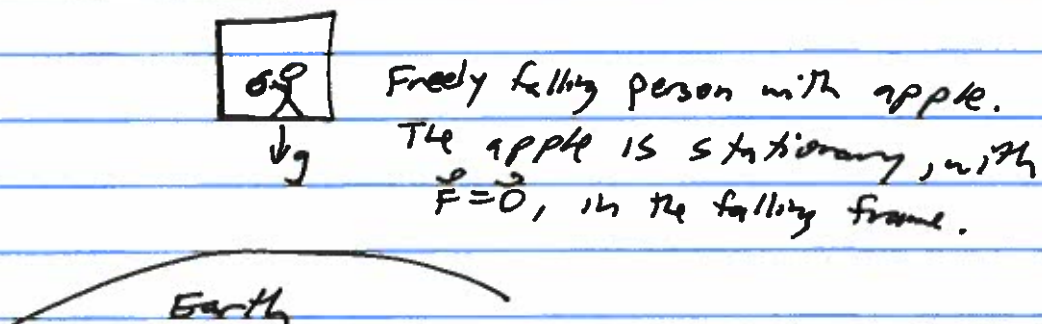 Freely falling person with apple.
The apple is stationary, with
g
F⃗=0⃗, in the falling frame.
Earth